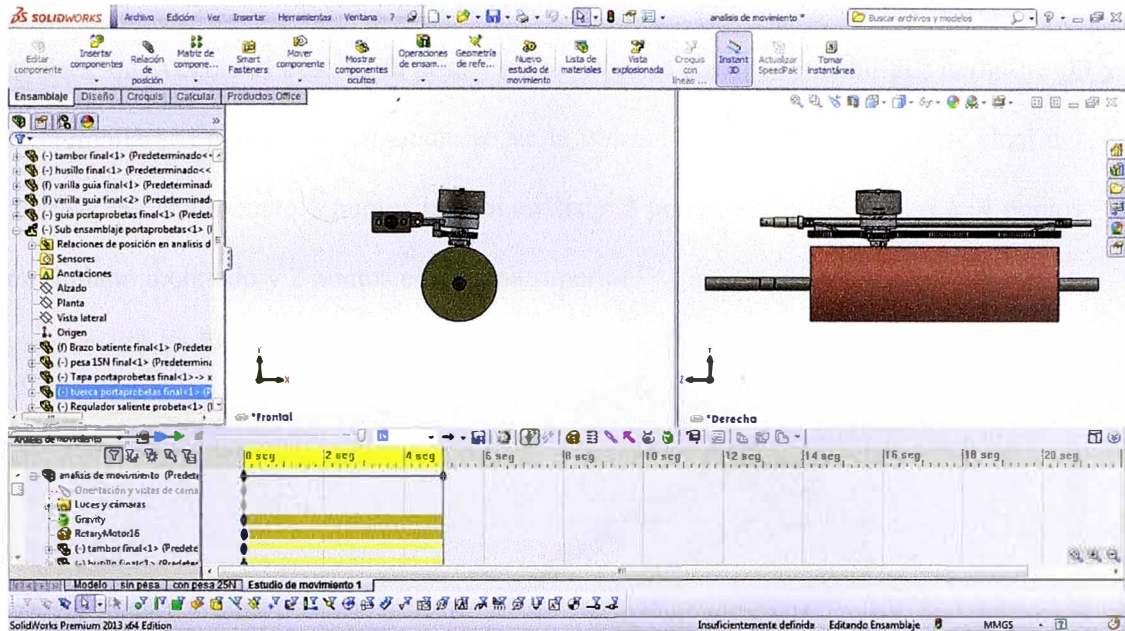 SOLIDWORKS Archivo Edición Ver Insertar Herramientas Ventana ? analisis de movimiento * Buscar archivos y modelos
Editar componente
Insertar componentes
Relación de posición
Matriz de compone...
Smart Fasteners
Mover componente
Mostrar componentes ocultos
Operaciones de ensam...
Geometría de refe...
Nuevo estudio de movimiento
Lista de materiales
Vista explosionada
Croquis con líneas ...
Instant 3D
Actualizar SpeedPak
Tomar instantánea
Ensamblaje Diseño Croquis Calcular Productos Office
(-) tambor final<1> (Predeterminado<
(-) husillo final<1> (Predeterminado<<
(f) varilla guia final<1> (Predeterminad
(f) varilla guia final<2> (Predeterminad
(-) guia portaprobetas final<1> (Predet
(-) Sub ensamblaje portaprobetas<1> (
Relaciones de posición en analisis d
Sensores
Anotaciones
Alzado
Planta
Vista lateral
Origen
(f) Brazo batiente final<1> (Predeter
(-) pesa 15N final<1> (Predetermina
(-) Tapa portaprobetas final<1>-> x
(-) tuerca portaprobetas final<1> (P
(-) Regulador saliente probeta<1> (
Y
X
*Frontal
Y
Z
*Derecha
Analisis de movimiento
0 seg 2 seg 4 seg 6 seg 8 seg 10 seg 12 seg 14 seg 16 seg 18 seg 20 seg
analisis de movimiento (Predete
Orientación y vistas de cáma
Luces y cámaras
Gravity
RotaryMotor16
(-) tambor final<1> (Predete
(-) husillo final<1> (Predeter
Modelo sin pesa con pesa 25N Estudio de movimiento 1
SolidWorks Premium 2013 x64 Edition Insuficientemente definida Editando Ensamblaje MMGS